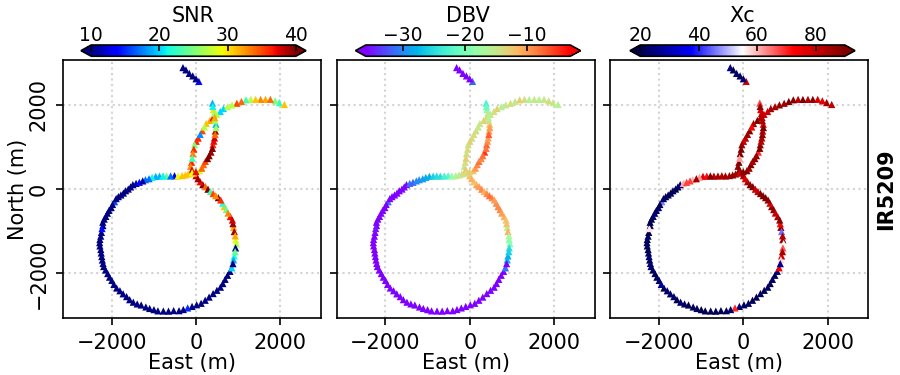 SNR DBV Xc
10 20 30 40 −30 −20 −10 20 40 60 80
2000
0
−2000
North (m)
IR5209
−2000 0 2000 −2000 0 2000 −2000 0 2000
East (m) East (m) East (m)